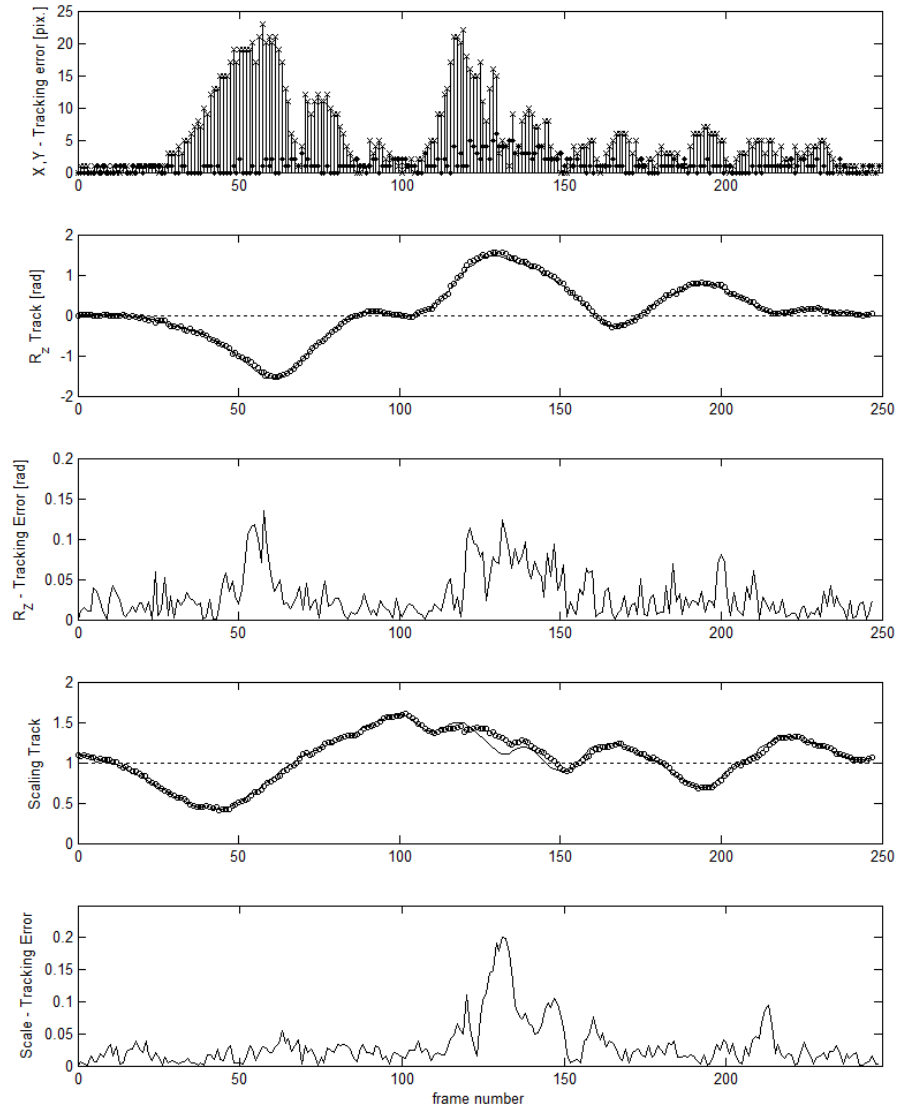 X,Y - Tracking error [pix.]
25
20
15
10
5
0
0 50 100 150 200
R_z Track [rad]
2
1
0
-1
-2
0 50 100 150 200 250
R_Z - Tracking Error [rad]
0.2
0.15
0.1
0.05
0
0 50 100 150 200 250
Scaling Track
2
1.5
1
0.5
0
0 50 100 150 200 250
Scale - Tracking Error
0.2
0.15
0.1
0.05
0
0 50 100 150 200
frame number